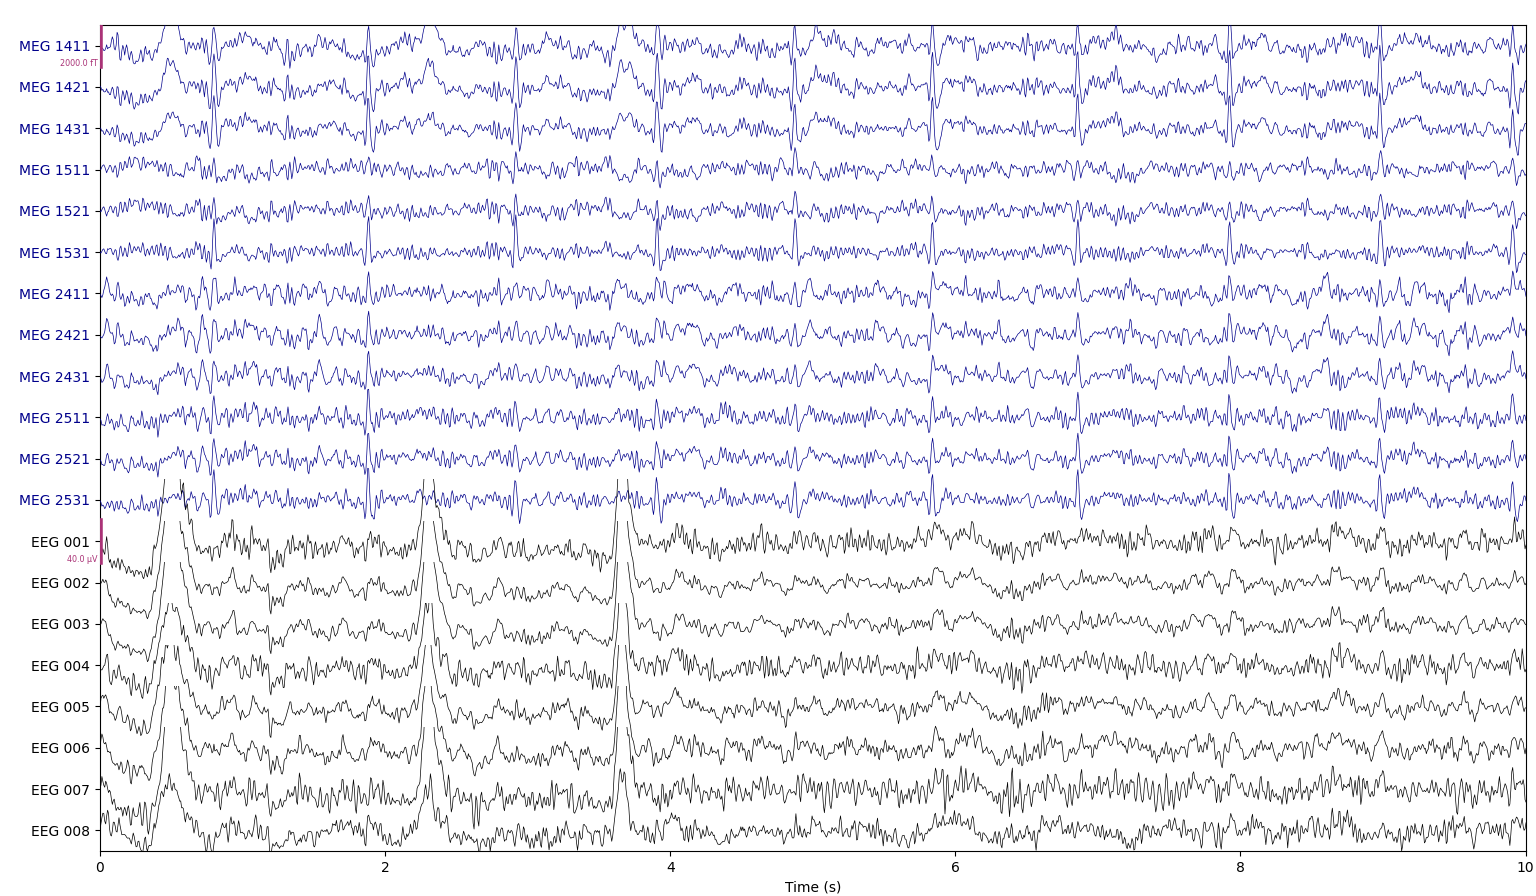 MEG 1411
2000.0 fT
MEG 1421
MEG 1431
MEG 1511
MEG 1521
MEG 1531
MEG 2411
MEG 2421
MEG 2431
MEG 2511
MEG 2521
MEG 2531
EEG 001
40.0 µV
EEG 002
EEG 003
EEG 004
EEG 005
EEG 006
EEG 007
EEG 008
0 2 4 6 8 10
Time (s)